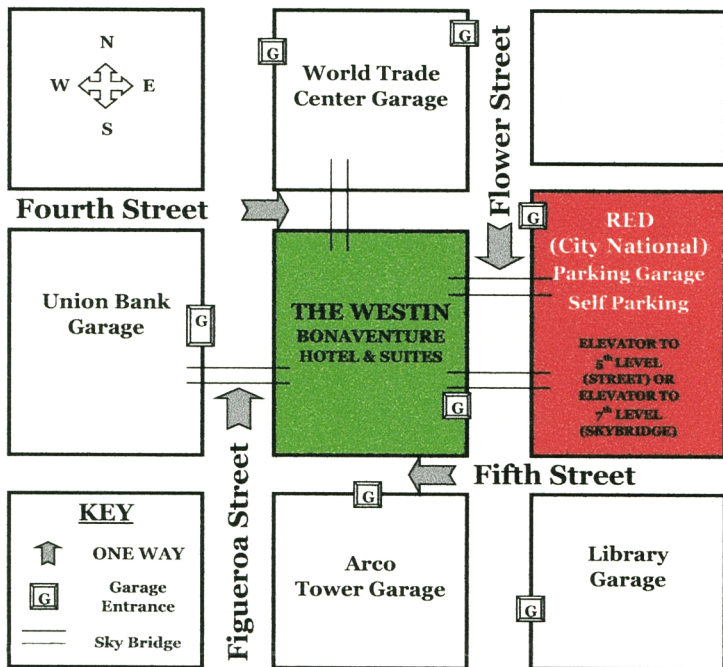 N
W E
S
G
World Trade
Center Garage
G
Flower Street
Fourth Street
G
RED
(City National)
Parking Garage
Self Parking
ELEVATOR TO
5th LEVEL
(STREET) OR
ELEVATOR TO
7th LEVEL
(SKYBRIDGE)
Union Bank
Garage
G
THE WESTIN
BONAVENTURE
HOTEL & SUITES
G
Figueroa Street
Fifth Street
KEY
ONE WAY
G
Garage
Entrance
Sky Bridge
G
Arco
Tower Garage
Library
Garage
G